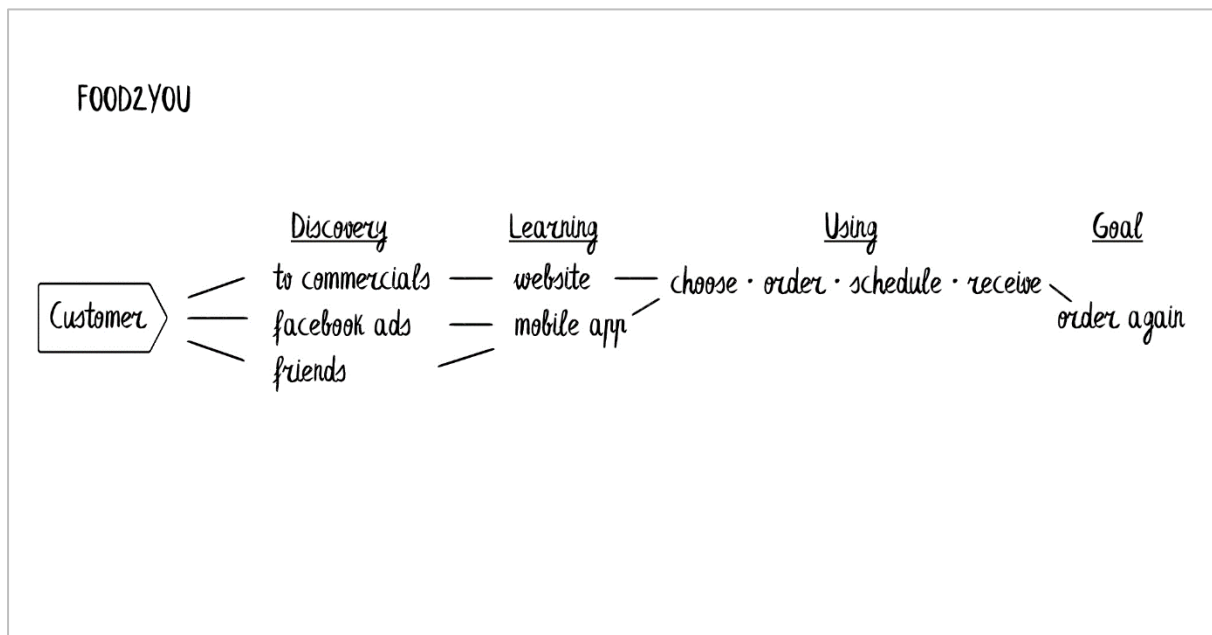 FOOD2YOU
Discovery Learning Using Goal
to commercials website choose · order · schedule · receive
Customer facebook ads mobile app order again
friends